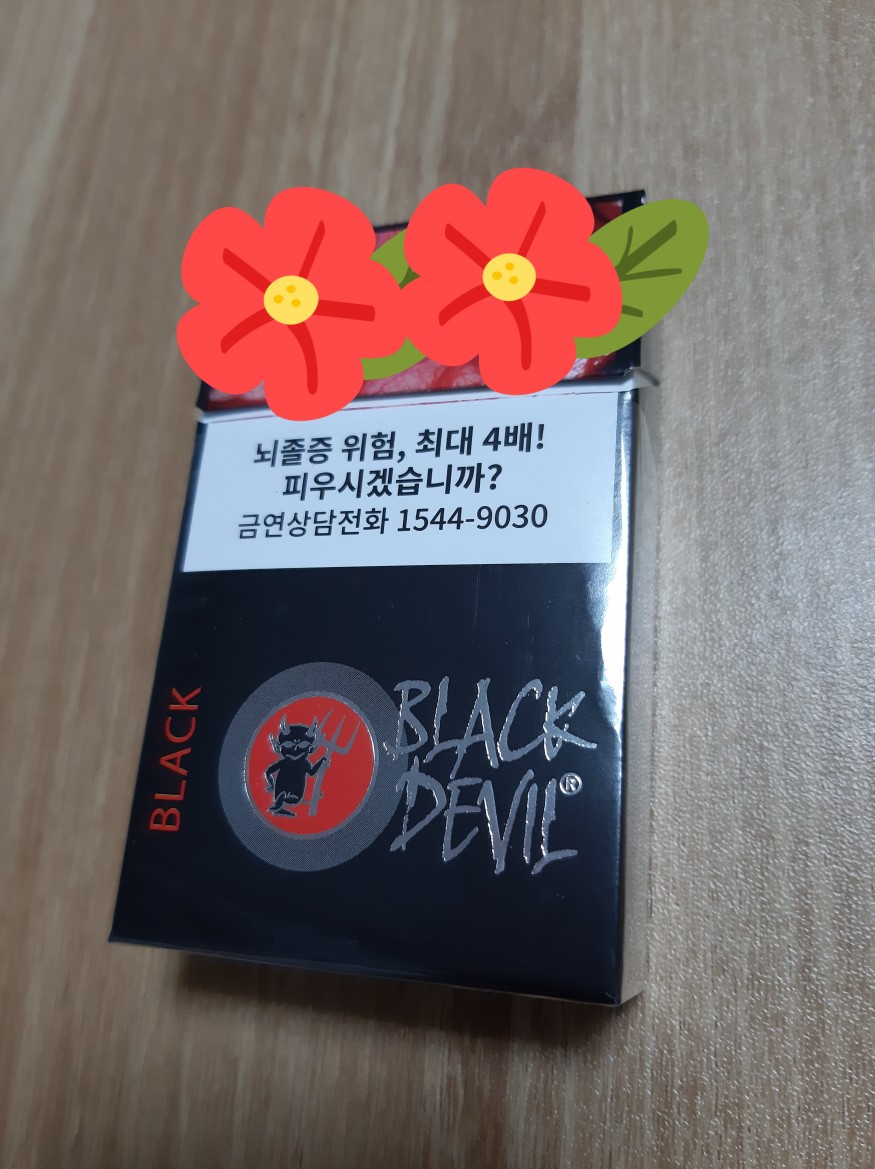 뇌졸증 위험, 최대 4배!
피우시겠습니까?
금연상담전화 1544-9030
BLACK
BLACK
DEVIL®